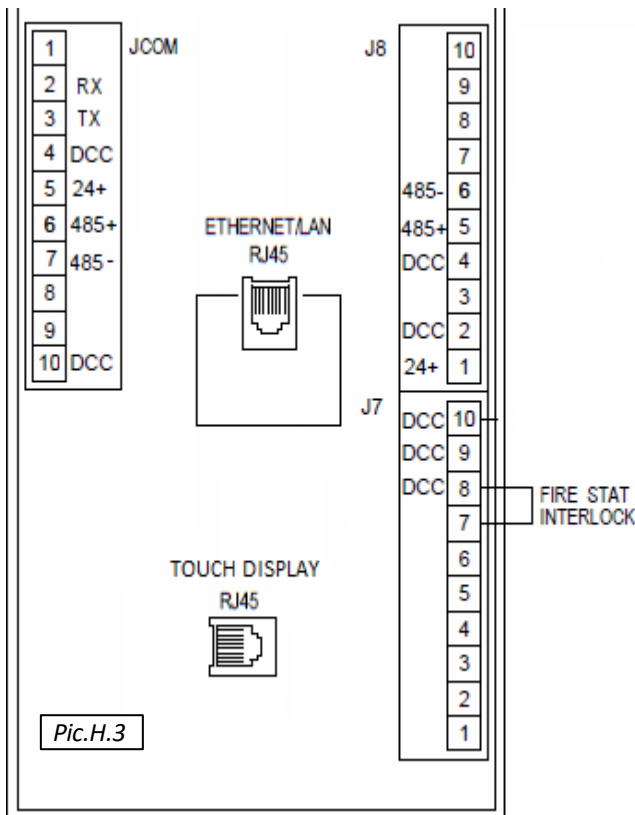 JCOM
1
2 RX
3 TX
4 DCC
5 24+
6 485+
7 485-
8
9
10 DCC
ETHERNET/LAN
RJ45
J8
10
9
8
7
485- 6
485+ 5
DCC 4
3
DCC 2
24+ 1
J7
DCC 10
DCC 9
DCC 8
7
6
5
4
3
2
1
FIRE STAT
INTERLOCK
TOUCH DISPLAY
RJ45
Pic.H.3